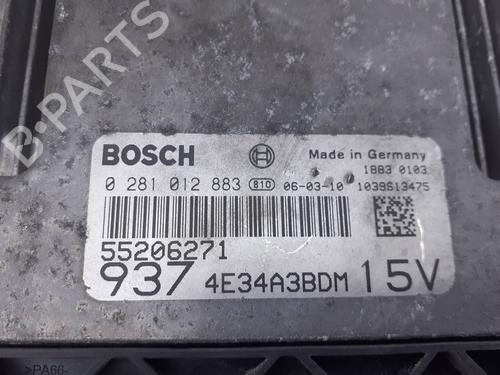 B-PARTS
BOSCH
Made in Germany
1883 0103
0 281 012 883 810 06-03-10 1039S13475
55206271
937 4E34A3BDM 15V
>PA66-